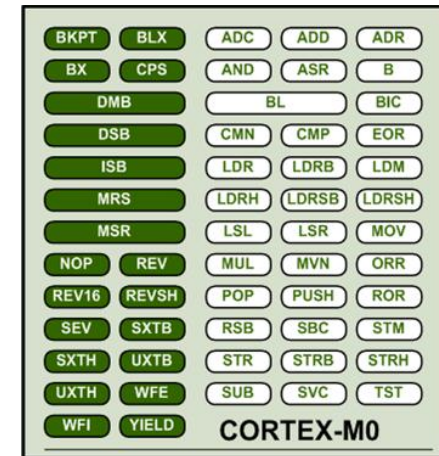 BKPT BLX ADC ADD ADR
BX CPS AND ASR B
DMB BL BIC
DSB CMN CMP EOR
ISB LDR LDRB LDM
MRS LDRH LDRSB LDRSH
MSR LSL LSR MOV
NOP REV MUL MVN ORR
REV16 REVSH POP PUSH ROR
SEV SXTB RSB SBC STM
SXTH UXTB STR STRB STRH
UXTH WFE SUB SVC TST
WFI YIELD CORTEX-M0